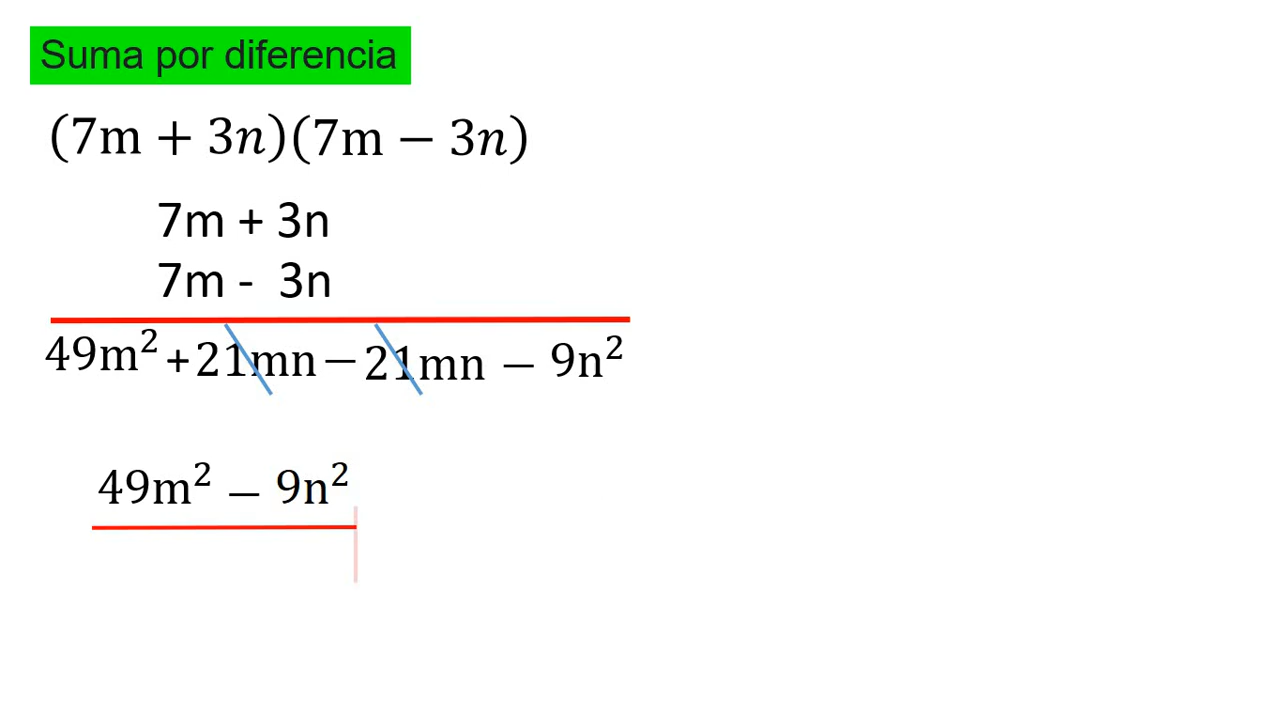 Suma por diferencia
(7m + 3n)(7m − 3n)
7m + 3n
7m - 3n
49m² + 21mn − 21mn − 9n²
49m² − 9n²